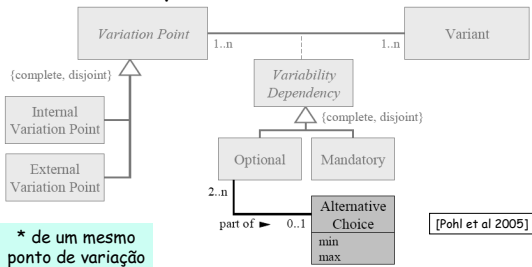 Variation Point
1..n
1..n
Variant
{complete, disjoint}
Variability
Dependency
Internal
Variation Point
{complete, disjoint}
External
Variation Point
Optional
Mandatory
2..n
Alternative
Choice
part of ►
0..1
min
max
[Pohl et al 2005]
* de um mesmo
ponto de variação